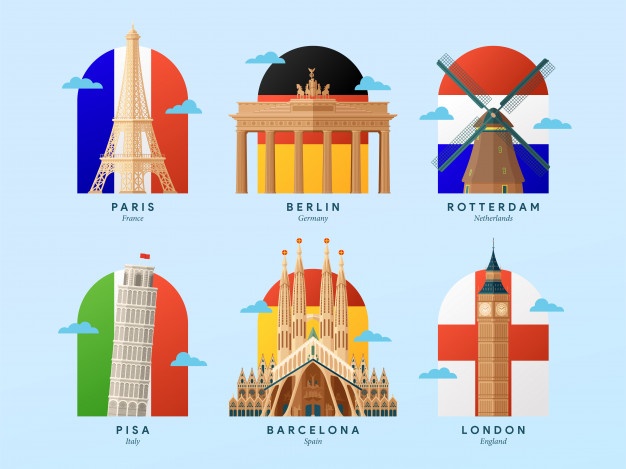 PARIS
France
BERLIN
Germany
ROTTERDAM
Netherlands
PISA
Italy
BARCELONA
Spain
LONDON
England